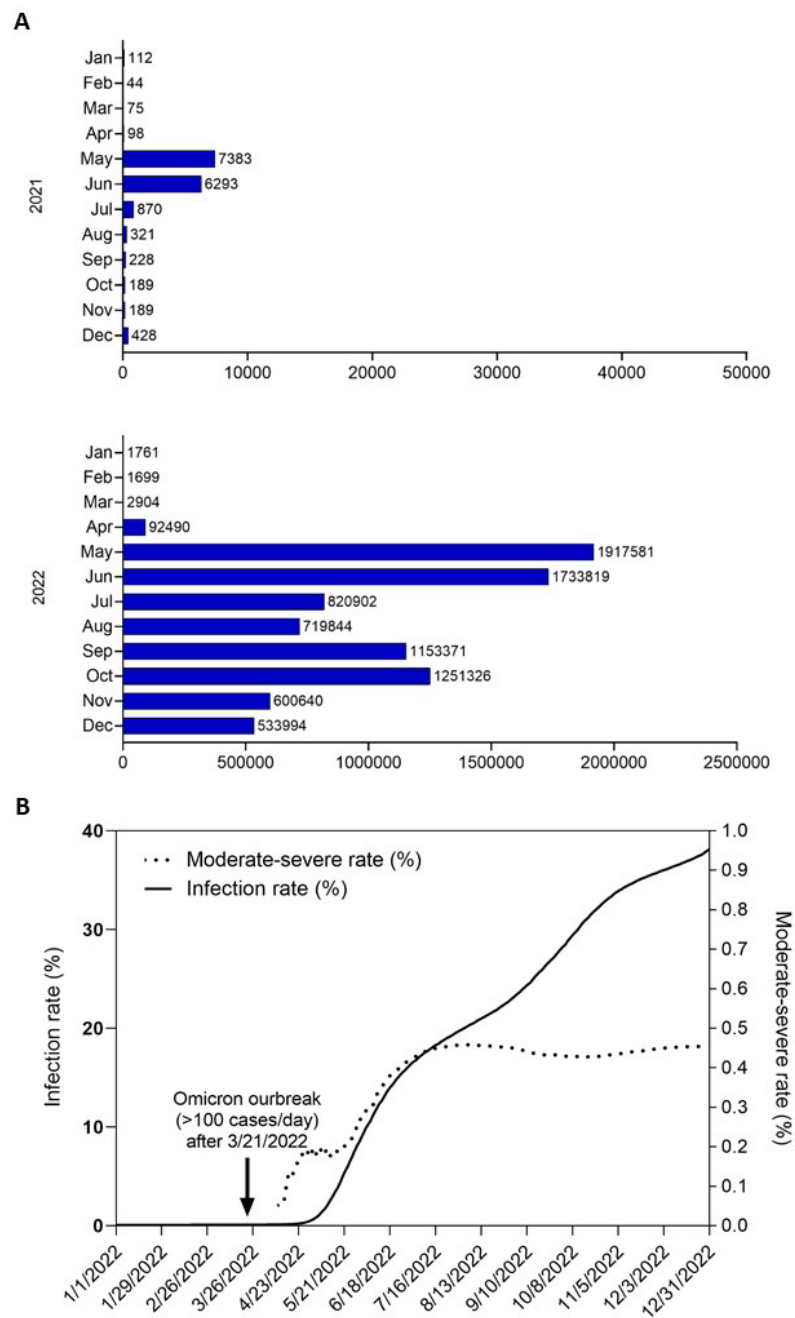 A
2021
Jan 112
Feb 44
Mar 75
Apr 98
May 7383
Jun 6293
Jul 870
Aug 321
Sep 228
Oct 189
Nov 189
Dec 428
0 10000 20000 30000 40000 50000
2022
Jan 1761
Feb 1699
Mar 2904
Apr 92490
May 1917581
Jun 1733819
Jul 820902
Aug 719844
Sep 1153371
Oct 1251326
Nov 600640
Dec 533994
0 500000 1000000 1500000 2000000 2500000
B
Infection rate (%)
40
30
20
10
0
Moderate-severe rate (%)
Infection rate (%)
Omicron ourbreak
(>100 cases/day)
after 3/21/2022
1.0
0.9
0.8
0.7
0.6
0.5
0.4
0.3
0.2
0.1
0.0
Moderate-severe rate (%)
1/1/2022 1/29/2022 2/26/2022 3/26/2022 4/23/2022 5/21/2022 6/18/2022 7/16/2022 8/13/2022 9/10/2022 10/8/2022 11/5/2022 12/3/2022 12/31/2022